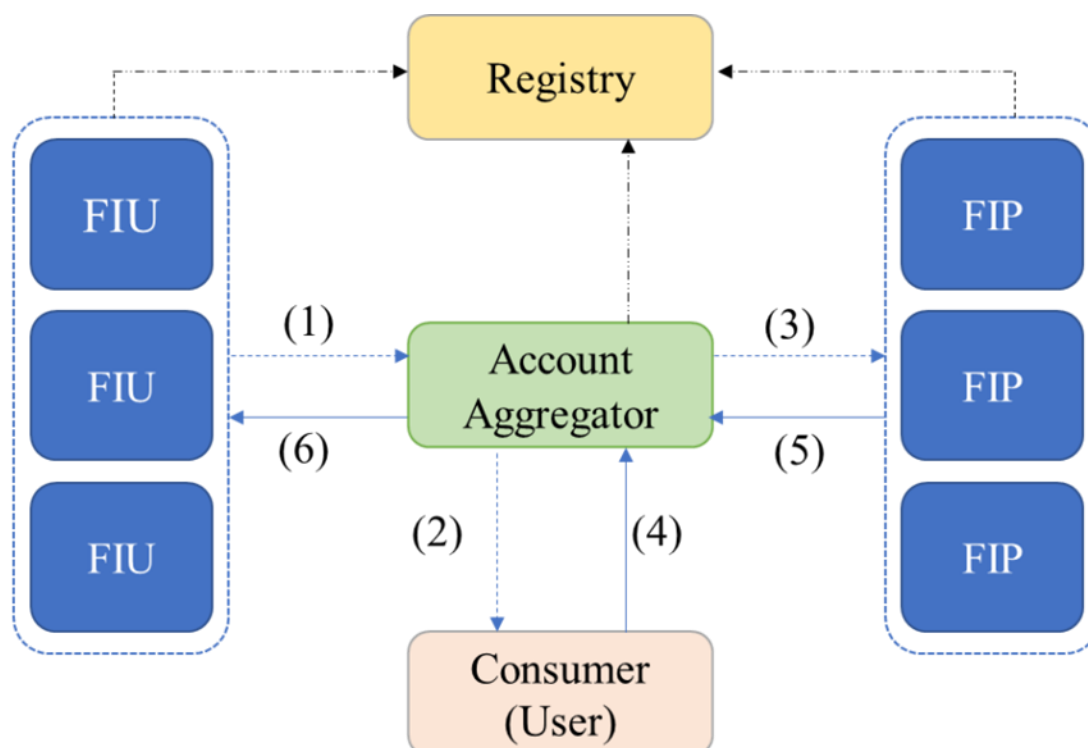 Registry
FIU
FIP
(1)
(3)
Account
Aggregator
FIU
FIP
(6)
(5)
(2)
(4)
FIU
FIP
Consumer
(User)